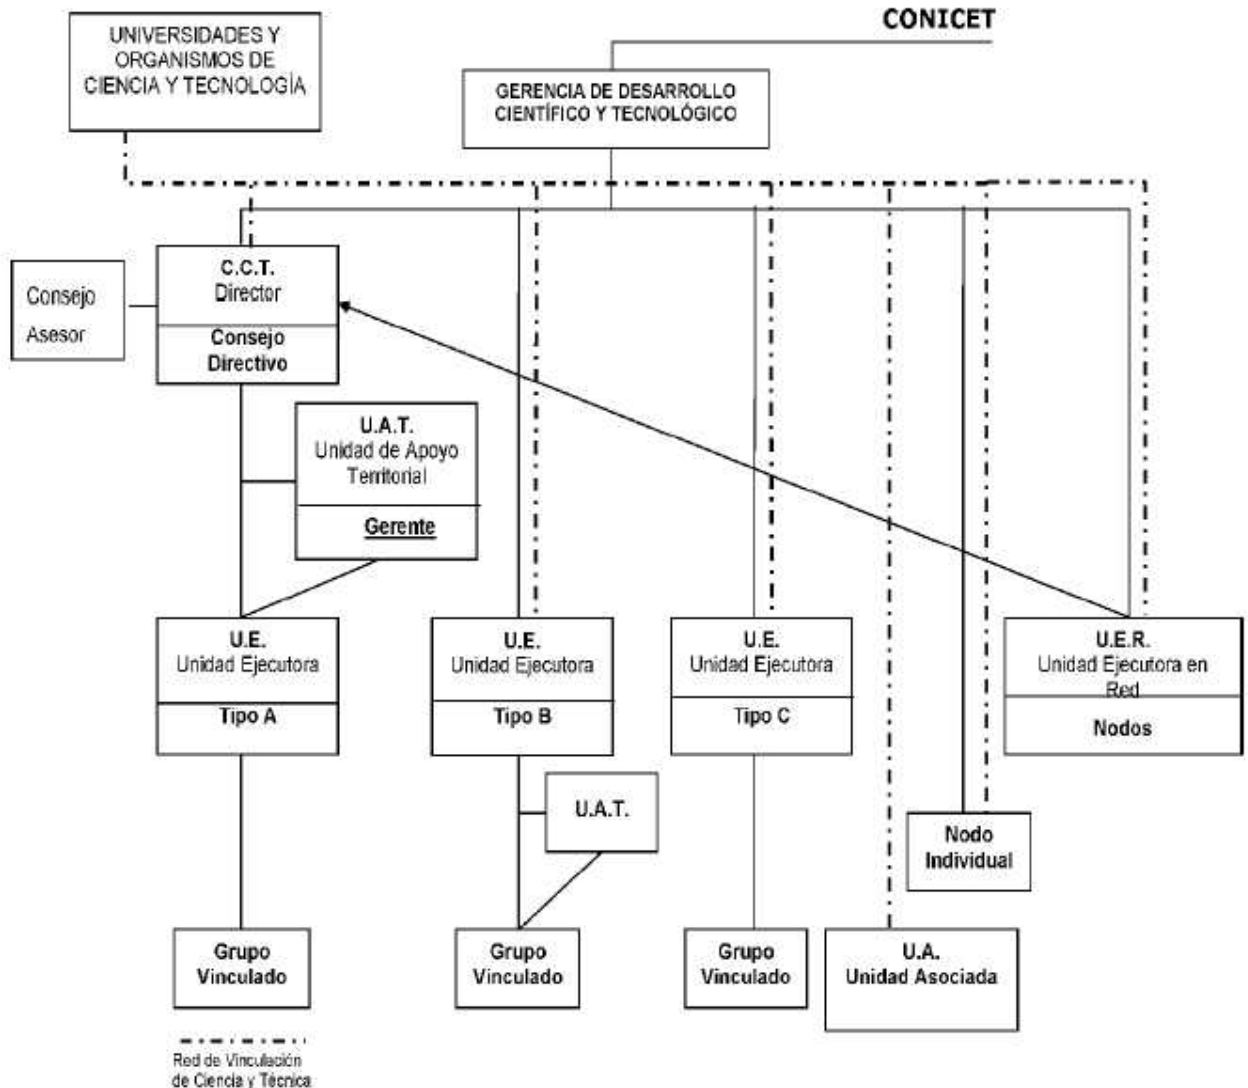 CONICET
UNIVERSIDADES Y
ORGANISMOS DE
CIENCIA Y TECNOLOGÍA
GERENCIA DE DESARROLLO
CIENTÍFICO Y TECNOLÓGICO
C.C.T.
Director
Consejo
Directivo
Consejo
Asesor
U.A.T.
Unidad de Apoyo
Territorial
Gerente
U.E.
Unidad Ejecutora
Tipo A
U.E.
Unidad Ejecutora
Tipo B
U.E.
Unidad Ejecutora
Tipo C
U.E.R.
Unidad Ejecutora en
Red
Nodos
U.A.T.
Nodo
Individual
Grupo
Vinculado
Grupo
Vinculado
Grupo
Vinculado
U.A.
Unidad Asociada
Red de Vinculación
de Ciencia y Técnica